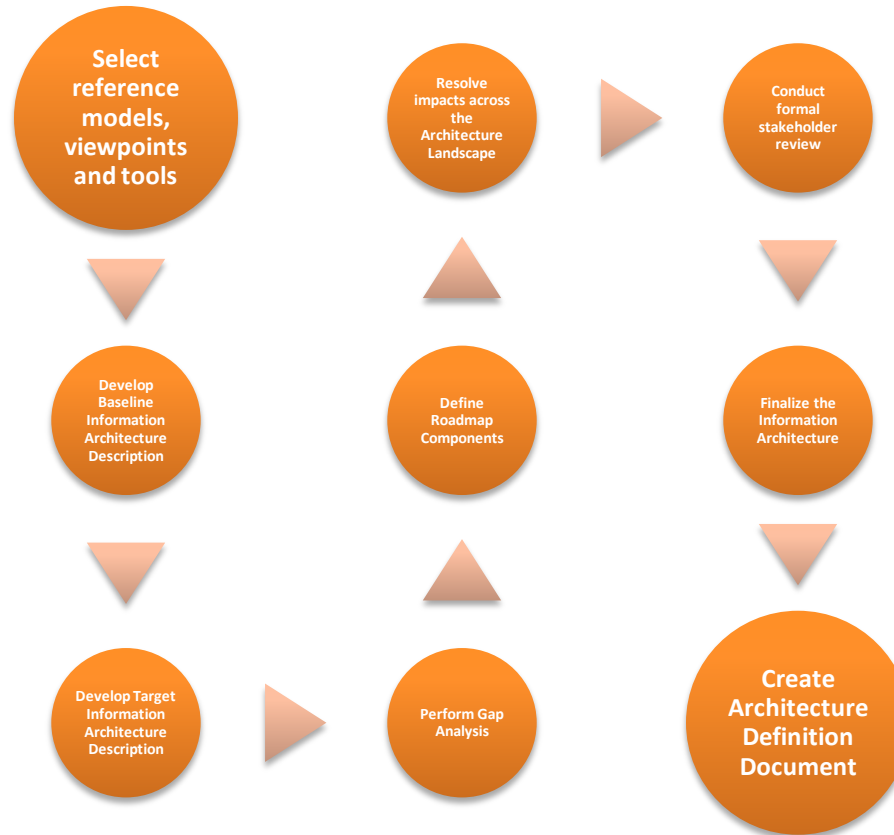 Select
reference
models,
viewpoints
and tools
Develop
Baseline
Information
Architecture
Description
Develop Target
Information
Architecture
Description
Perform Gap
Analysis
Define
Roadmap
Components
Resolve
impacts across
the
Architecture
Landscape
Conduct
formal
stakeholder
review
Finalize the
Information
Architecture
Create
Architecture
Definition
Document